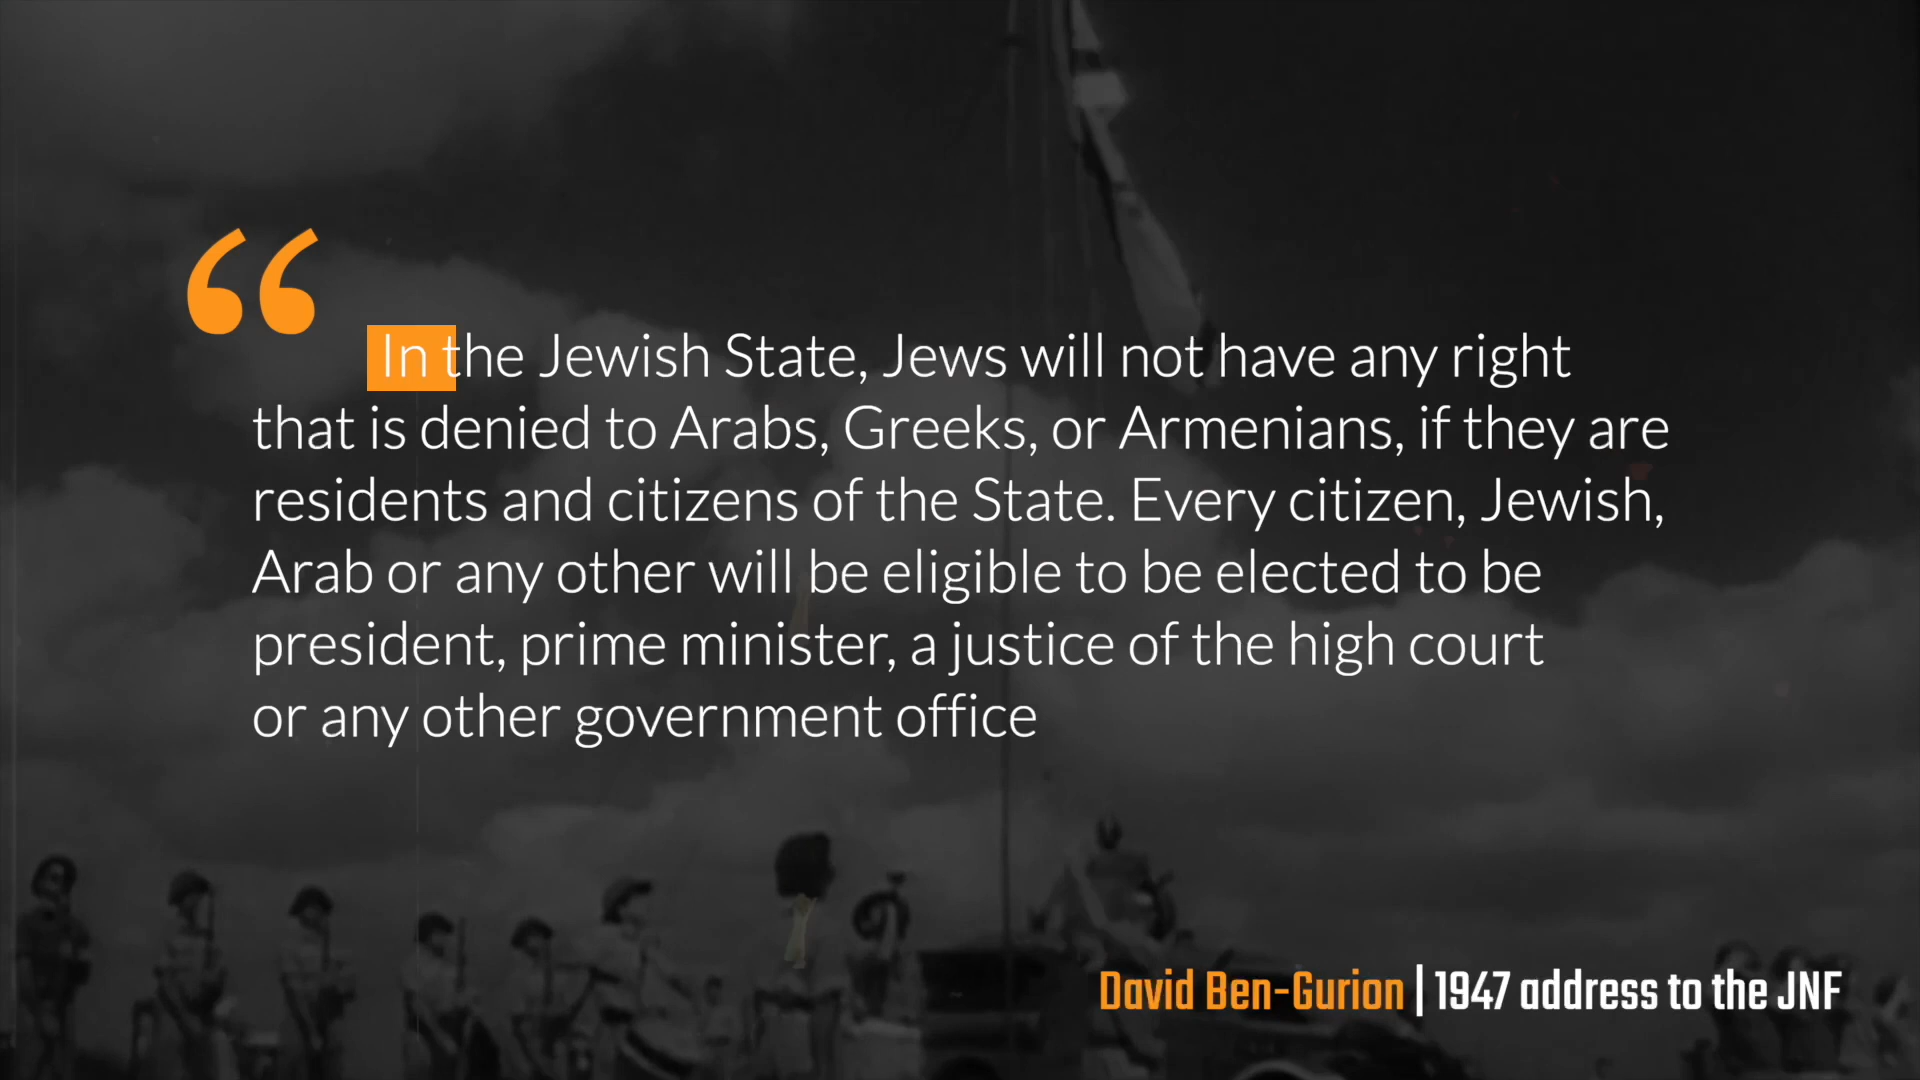 “
In the Jewish State, Jews will not have any right
that is denied to Arabs, Greeks, or Armenians, if they are
residents and citizens of the State. Every citizen, Jewish,
Arab or any other will be eligible to be elected to be
president, prime minister, a justice of the high court
or any other government office
David Ben-Gurion | 1947 address to the JNF